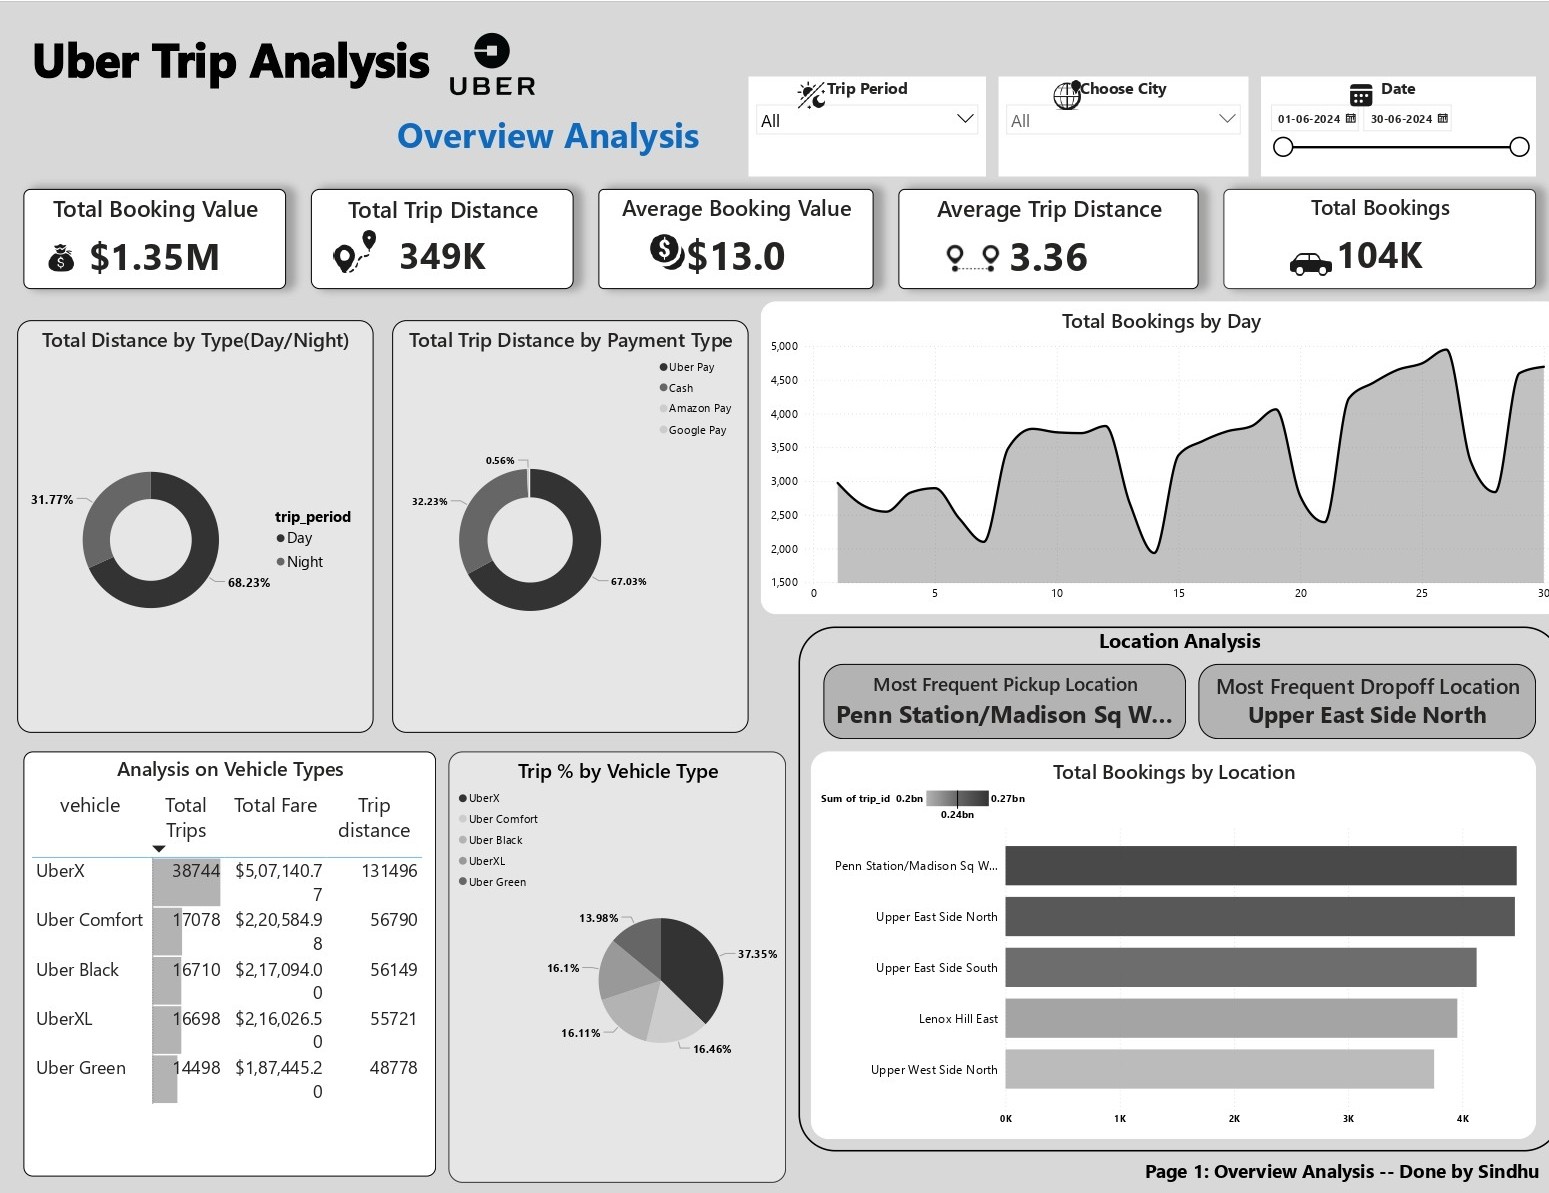 Uber Trip Analysis
UBER
Overview Analysis
Trip Period
All
Choose City
All
Date
01-06-2024 30-06-2024
Total Booking Value
$1.35M
Total Trip Distance
349K
Average Booking Value
$13.0
Average Trip Distance
3.36
Total Bookings
104K
Total Distance by Type(Day/Night)
31.77%
68.23%
trip_period
Day
Night
Total Trip Distance by Payment Type
Uber Pay
Cash
Amazon Pay
Google Pay
0.56%
32.23%
67.03%
Total Bookings by Day
5,000
4,500
4,000
3,500
3,000
2,500
2,000
1,500
0 5 10 15 20 25 30
Location Analysis
Most Frequent Pickup Location
Penn Station/Madison Sq W...
Most Frequent Dropoff Location
Upper East Side North
Analysis on Vehicle Types
vehicle Total Trips Total Fare Trip distance
UberX 38744 $5,07,140.77 131496
Uber Comfort 17078 $2,20,584.98 56790
Uber Black 16710 $2,17,094.00 56149
UberXL 16698 $2,16,026.50 55721
Uber Green 14498 $1,87,445.20 48778
Trip % by Vehicle Type
UberX
Uber Comfort
Uber Black
UberXL
Uber Green
13.98%
37.35%
16.1%
16.11%
16.46%
Total Bookings by Location
Sum of trip_id 0.2bn 0.27bn
0.24bn
Penn Station/Madison Sq W...
Upper East Side North
Upper East Side South
Lenox Hill East
Upper West Side North
0K 1K 2K 3K 4K
Page 1: Overview Analysis -- Done by Sindhu